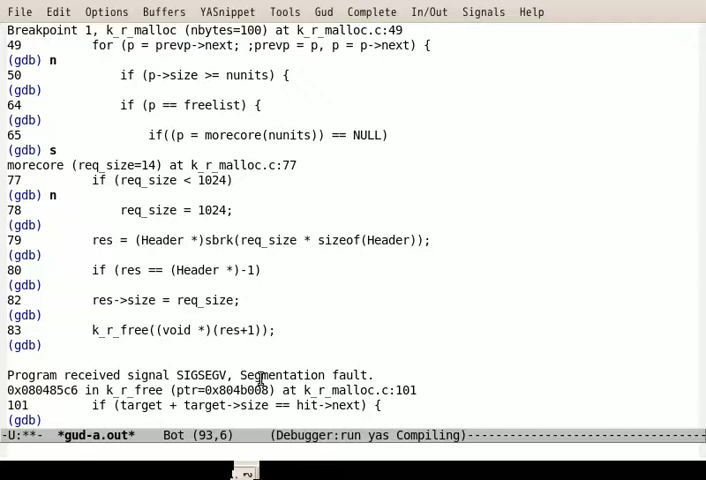 File Edit Options Buffers YASnippet Tools Gud Complete In/Out Signals Help
Breakpoint 1, k_r_malloc (nbytes=100) at k_r_malloc.c:49
49 for (p = prevp->next; ;prevp = p, p = p->next) {
(gdb) n
50 if (p->size >= nunits) {
(gdb)
64 if (p == freelist) {
(gdb)
65 if((p = morecore(nunits)) == NULL)
(gdb) s
morecore (req_size=14) at k_r_malloc.c:77
77 if (req_size < 1024)
(gdb) n
78 req_size = 1024;
(gdb)
79 res = (Header *)sbrk(req_size * sizeof(Header));
(gdb)
80 if (res == (Header *)-1)
(gdb)
82 res->size = req_size;
(gdb)
83 k_r_free((void *)(res+1));
(gdb)
Program received signal SIGSEGV, Segmentation fault.
0x080485c6 in k_r_free (ptr=0x804b008) at k_r_malloc.c:101
101 if (target + target->size == hit->next) {
(gdb)
-U:**- *gud-a.out* Bot (93,6) (Debugger:run yas Compiling)-----------------------------------